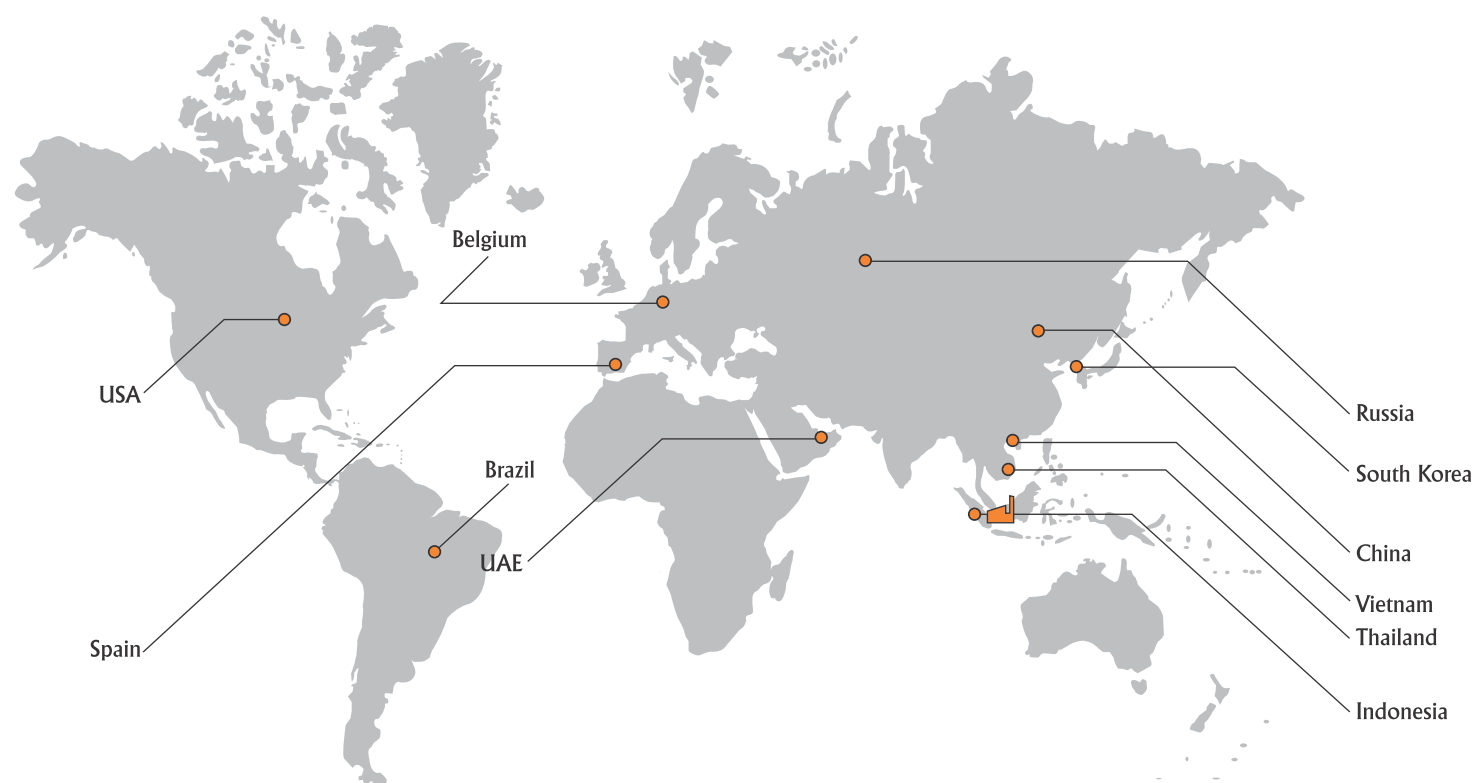 Belgium
USA
Russia
Brazil
South Korea
UAE
China
Vietnam
Thailand
Spain
Indonesia